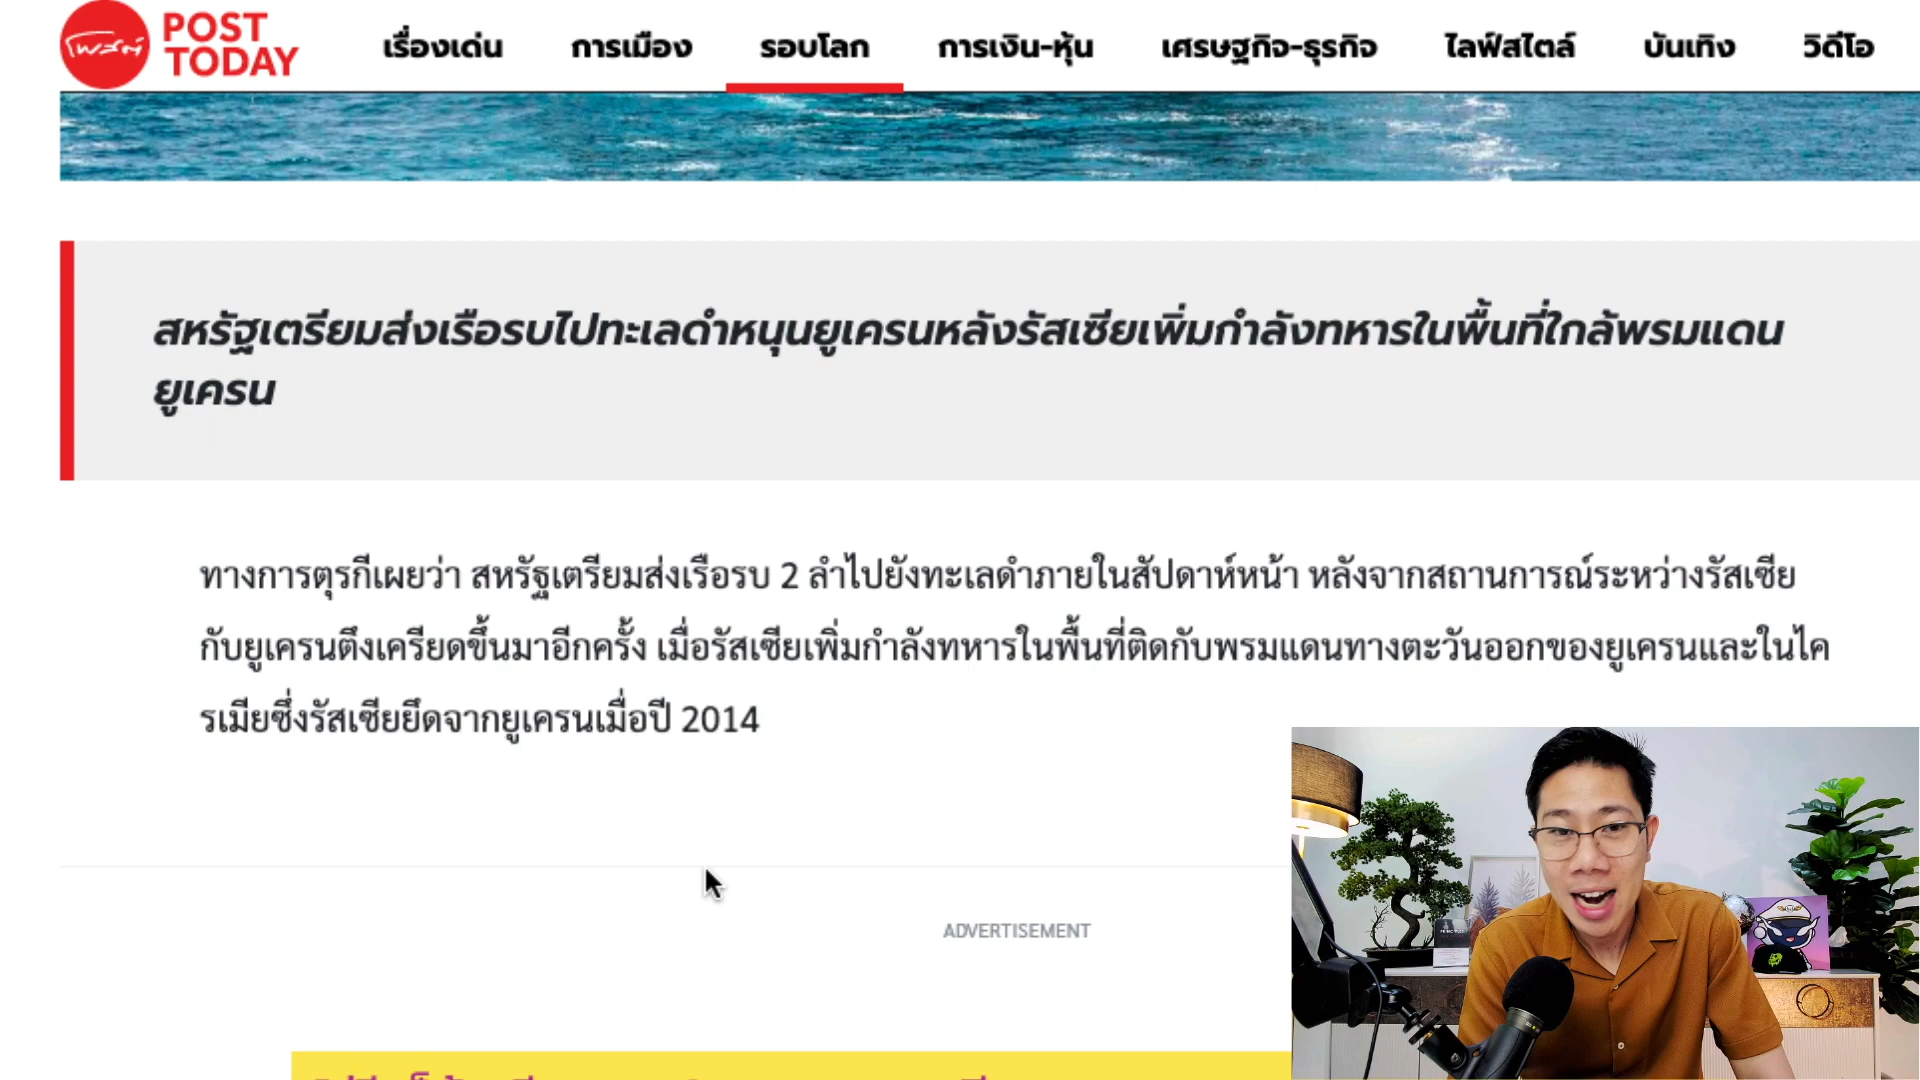 โพสต์
POST
TODAY
เรื่องเด่น การเมือง รอบโลก การเงิน-หุ้น เศรษฐกิจ-ธุรกิจ ไลฟ์สไตล์ บันเทิง วิดีโอ
สหรัฐเตรียมส่งเรือรบไปทะเลดำหนุนยูเครนหลังรัสเซียเพิ่มกำลังทหารในพื้นที่ใกล้พรมแดน
ยูเครน
ทางการตุรกีเผยว่า สหรัฐเตรียมส่งเรือรบ 2 ลำไปยังทะเลดำภายในสัปดาห์หน้า หลังจากสถานการณ์ระหว่างรัสเซีย
กับยูเครนตึงเครียดขึ้นมาอีกครั้ง เมื่อรัสเซียเพิ่มกำลังทหารในพื้นที่ติดกับพรมแดนทางตะวันออกของยูเครนและในไค
รเมียซึ่งรัสเซียยึดจากยูเครนเมื่อปี 2014
ADVERTISEMENT